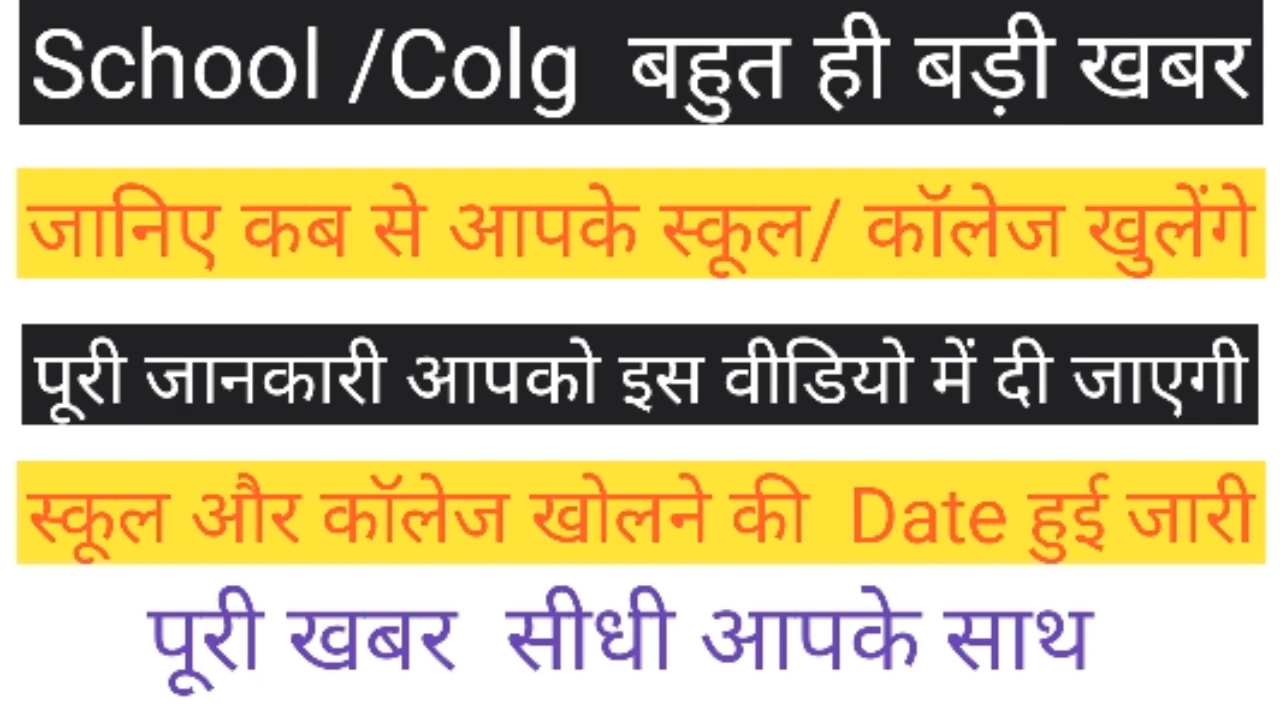 School /Colg बहुत ही बड़ी खबर
जानिए कब से आपके स्कूल/ कॉलेज खुलेंगे
पूरी जानकारी आपको इस वीडियो में दी जाएगी
स्कूल और कॉलेज खोलने की Date हुई जारी
पूरी खबर सीधी आपके साथ